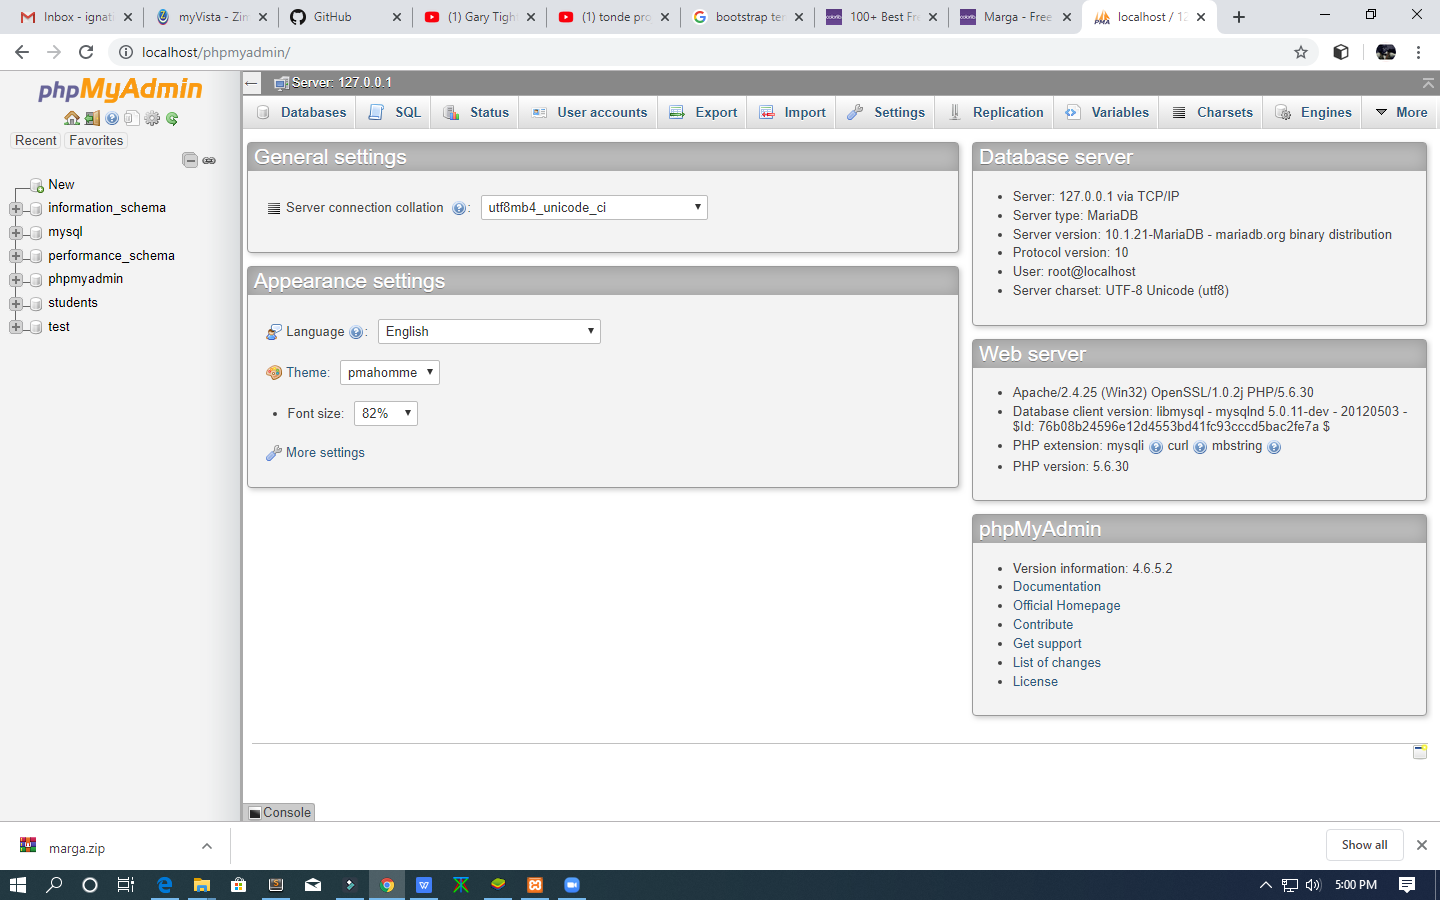 Inbox - ignati
myVista - Zim
GitHub
(1) Gary Tight
(1) tonde pro
bootstrap ter
100+ Best Fre
Marga - Free
localhost / 12
localhost/phpmyadmin/
phpMyAdmin
Recent
Favorites
New
information_schema
mysql
performance_schema
phpmyadmin
students
test
Server: 127.0.0.1
Databases
SQL
Status
User accounts
Export
Import
Settings
Replication
Variables
Charsets
Engines
More
General settings
Server connection collation :
utf8mb4_unicode_ci
Appearance settings
Language :
English
Theme:
pmahomme
Font size:
82%
More settings
Database server
Server: 127.0.0.1 via TCP/IP
Server type: MariaDB
Server version: 10.1.21-MariaDB - mariadb.org binary distribution
Protocol version: 10
User: root@localhost
Server charset: UTF-8 Unicode (utf8)
Web server
Apache/2.4.25 (Win32) OpenSSL/1.0.2j PHP/5.6.30
Database client version: libmysql - mysqlnd 5.0.11-dev - 20120503 -
$Id: 76b08b24596e12d4553bd41fc93cccd5bac2fe7a $
PHP extension: mysqli curl mbstring
PHP version: 5.6.30
phpMyAdmin
Version information: 4.6.5.2
Documentation
Official Homepage
Contribute
Get support
List of changes
License
Console
marga.zip
Show all
5:00 PM